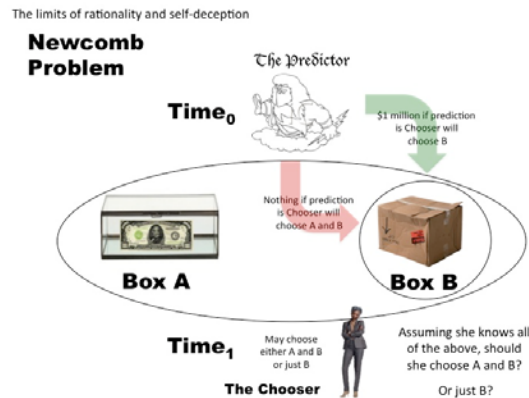 The limits of rationality and self-deception
Newcomb
Problem
The Predictor
Time0
$1 million if prediction
is Chooser will
choose B
Nothing if prediction
is Chooser will
choose A and B
Box A
Box B
Time1
May choose
either A and B
or just B
The Chooser
Assuming she knows all
of the above, should
she choose A and B?
Or just B?